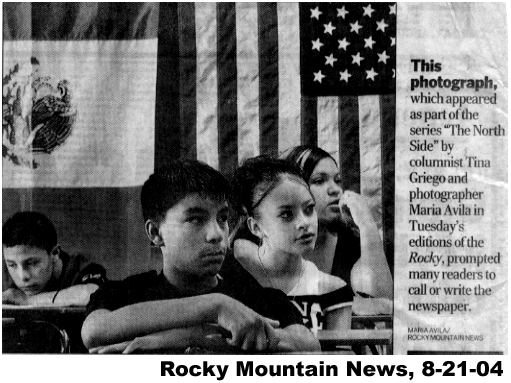 This
photograph,
which appeared
as part of the
series “The North
Side” by
columnist Tina
Griego and
photographer
Maria Avila in
Tuesday’s
editions of the
Rocky, prompted
many readers to
call or write the
newspaper.
MARIA AVILA/
ROCKY MOUNTAIN NEWS
Rocky Mountain News, 8-21-04